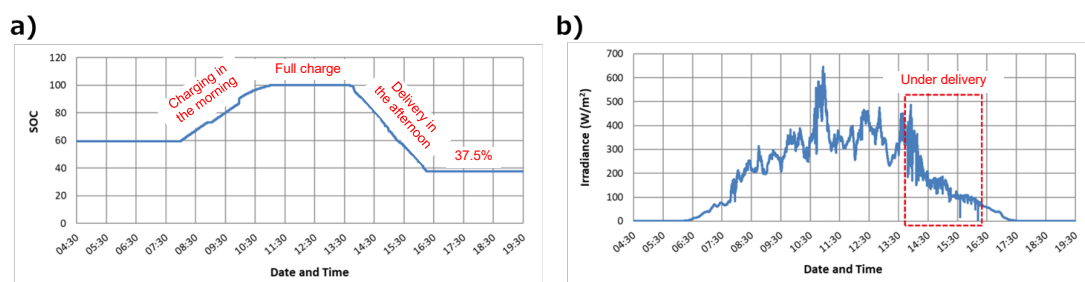 a)
120
100
80
60
40
20
0
SOC
Charging in
the morning
Full charge
Delivery in
the afternoon
37.5%
04:30 05:30 06:30 07:30 08:30 09:30 10:30 11:30 12:30 13:30 14:30 15:30 16:30 17:30 18:30 19:30
Date and Time
b)
700
600
500
400
300
200
100
0
Irradiance (W/m²)
Under delivery
04:30 05:30 06:30 07:30 08:30 09:30 10:30 11:30 12:30 13:30 14:30 15:30 16:30 17:30 18:30 19:30
Date and Time